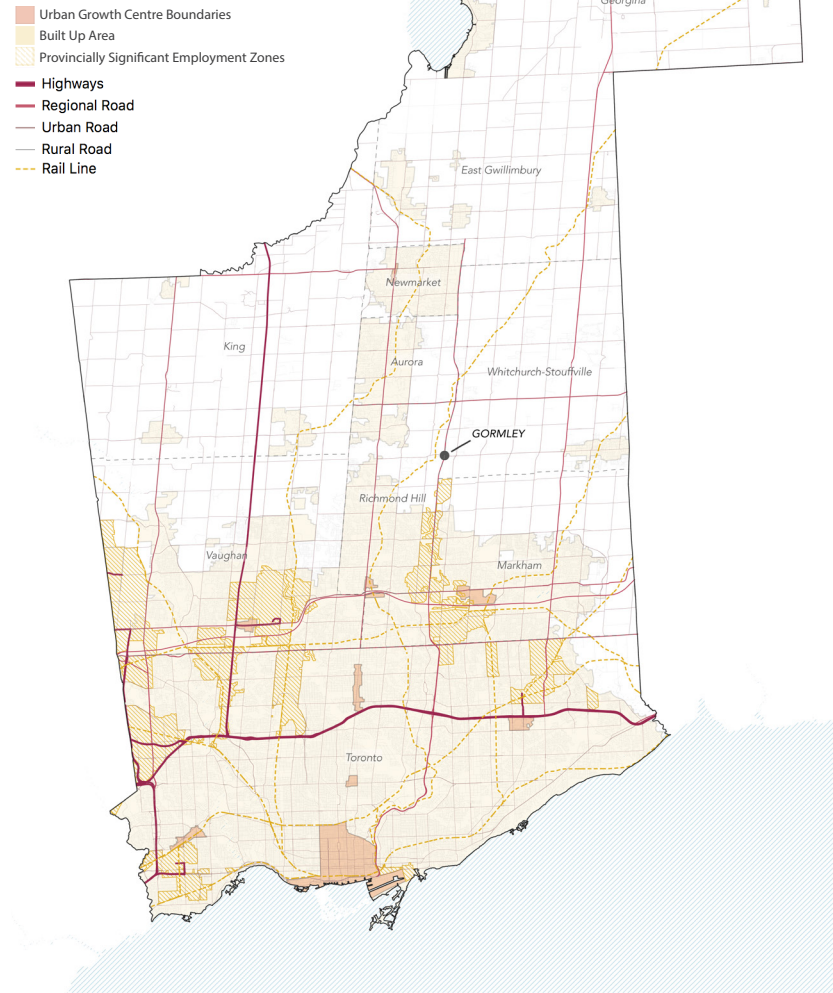 Urban Growth Centre Boundaries
Built Up Area
Provincially Significant Employment Zones
Highways
Regional Road
Urban Road
Rural Road
Rail Line
Georgina
East Gwillimbury
Newmarket
King
Aurora
Whitchurch-Stouffville
GORMLEY
Richmond Hill
Vaughan
Markham
Toronto